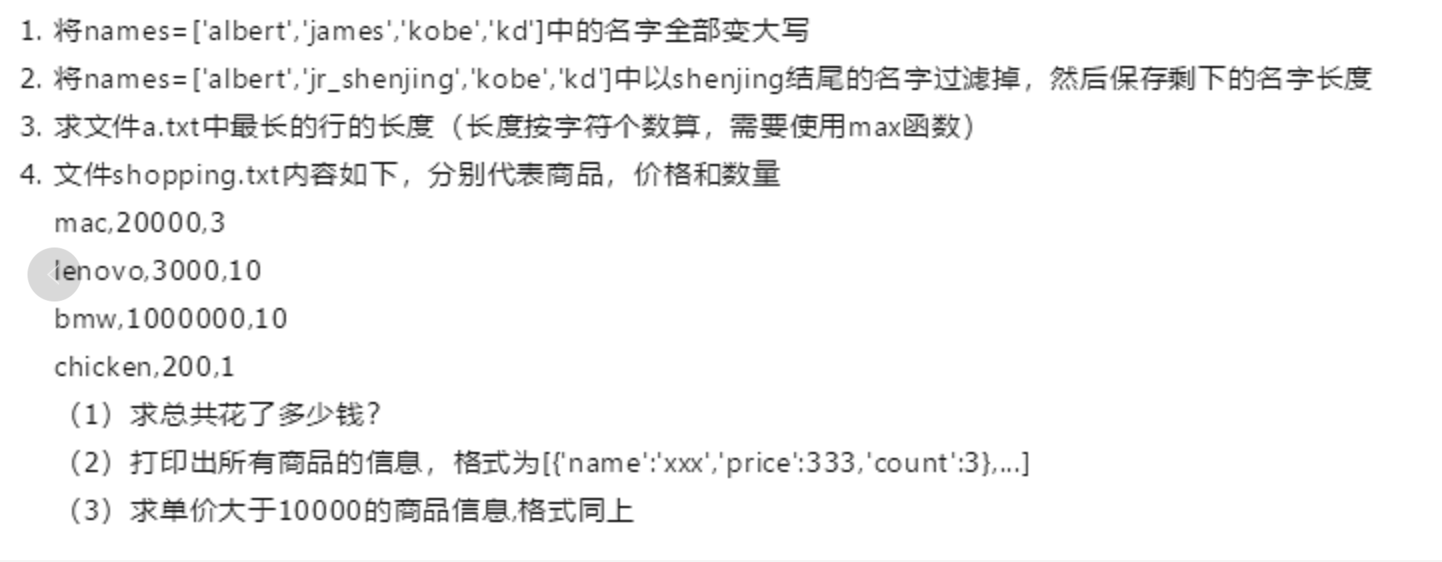 1. 将names=['albert','james','kobe','kd']中的名字全部变大写
2. 将names=['albert','jr_shenjing','kobe','kd']中以shenjing结尾的名字过滤掉，然后保存剩下的名字长度
3. 求文件a.txt中最长的行的长度（长度按字符个数算，需要使用max函数）
4. 文件shopping.txt内容如下，分别代表商品，价格和数量
mac,20000,3
lenovo,3000,10
bmw,1000000,10
chicken,200,1
（1）求总共花了多少钱？
（2）打印出所有商品的信息，格式为[{'name':'xxx','price':333,'count':3},...]
（3）求单价大于10000的商品信息,格式同上